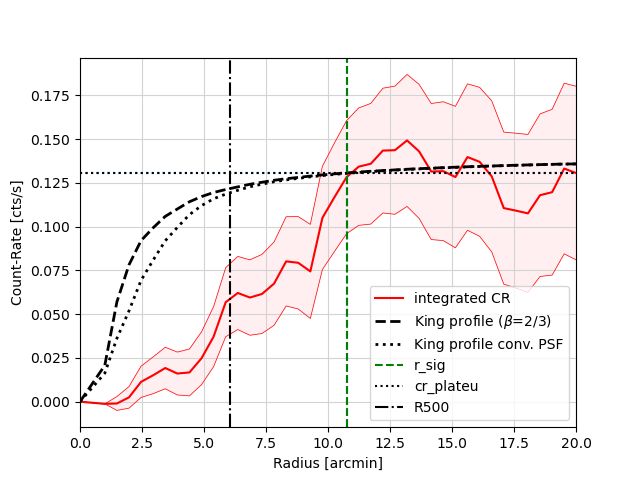 0.175
0.150
0.125
0.100
0.075
0.050
0.025
0.000
Count-Rate [cts/s]
0.0 2.5 5.0 7.5 10.0 12.5 15.0 17.5 20.0
Radius [arcmin]
integrated CR
King profile (β=2/3)
King profile conv. PSF
r_sig
cr_plateu
R500